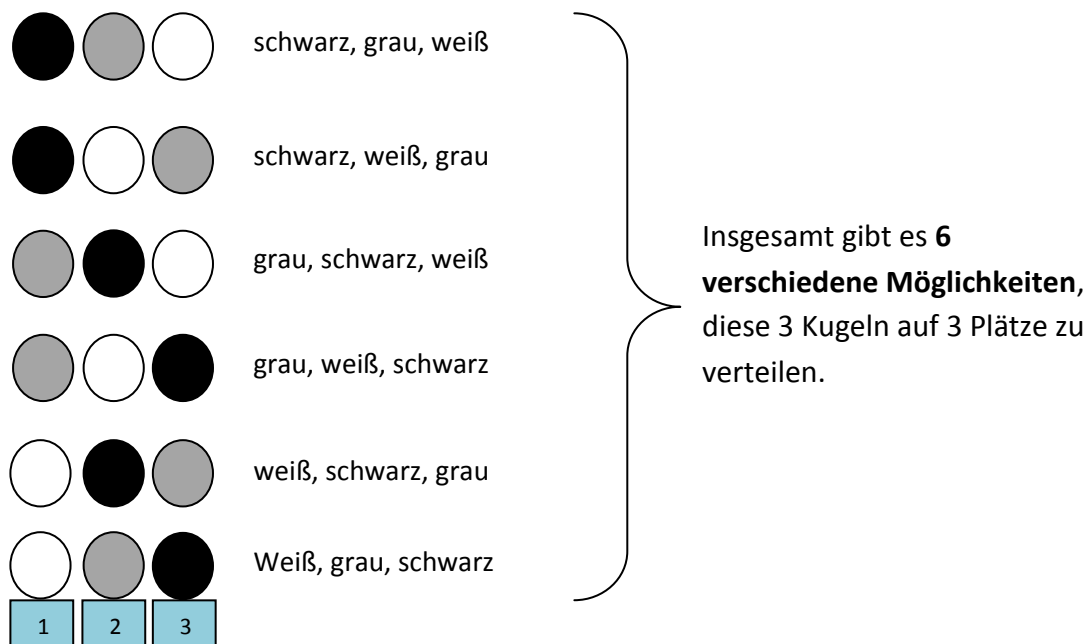 schwarz, grau, weiß
schwarz, weiß, grau
grau, schwarz, weiß
grau, weiß, schwarz
weiß, schwarz, grau
Weiß, grau, schwarz
1 2 3
Insgesamt gibt es 6
verschiedene Möglichkeiten,
diese 3 Kugeln auf 3 Plätze zu
verteilen.